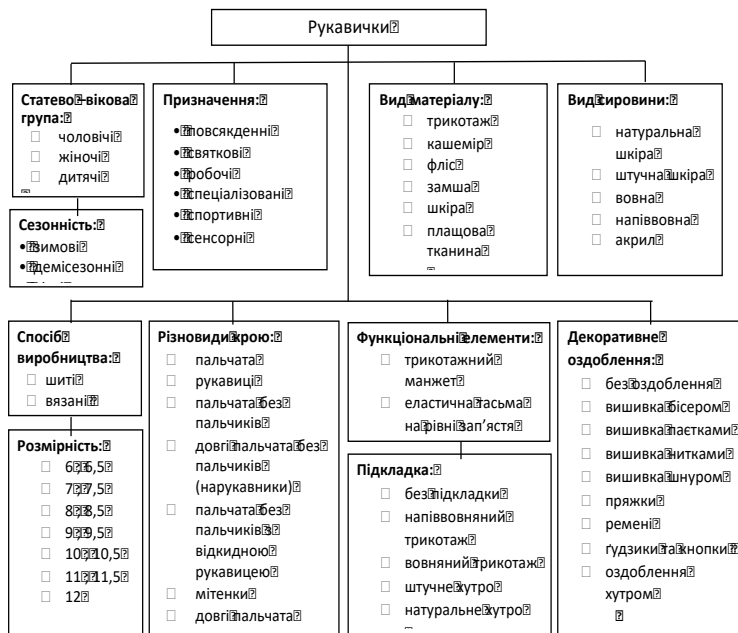 Рукавички
Статево–вікова
група:
чоловічі
жіночі
дитячі
Призначення:
• повсякденні
• святкові
• робочі
• спеціалізовані
• спортивні
• сенсорні
Вид матеріалу:
трикотаж
кашемір
фліс
замша
шкіра
плащова
тканина
Вид сировини:
натуральна
шкіра
штучна шкіра
вовна
напіввовна
акрил
Сезонність:
• зимові
• демісезонні
Спосіб
виробництва:
шиті
вязані
Розмірність:
6; 6,5
7; 7,5
8; 8,5
9; 9,5
10; 10,5
11; 11,5
12
Різновиди крою:
пальчата
рукавиці
пальчата без
пальчиків
довгі пальчата без
пальчиків
(нарукавники)
пальчата без
пальчиків з
відкидною
рукавицею
мітенки
довгі пальчата
Функціональні елементи:
трикотажний
манжет
еластична тасьма
на рівні зап’ястя
Підкладка:
без підкладки
напіввовняний
трикотаж
вовняний трикотаж
штучне хутро
натуральне хутро
Декоративне
оздоблення:
без оздоблення
вишивка бісером
вишивка паєтками
вишивка нитками
вишивка шнуром
пряжки
ремені
ґудзики та кнопки
оздоблення
хутром